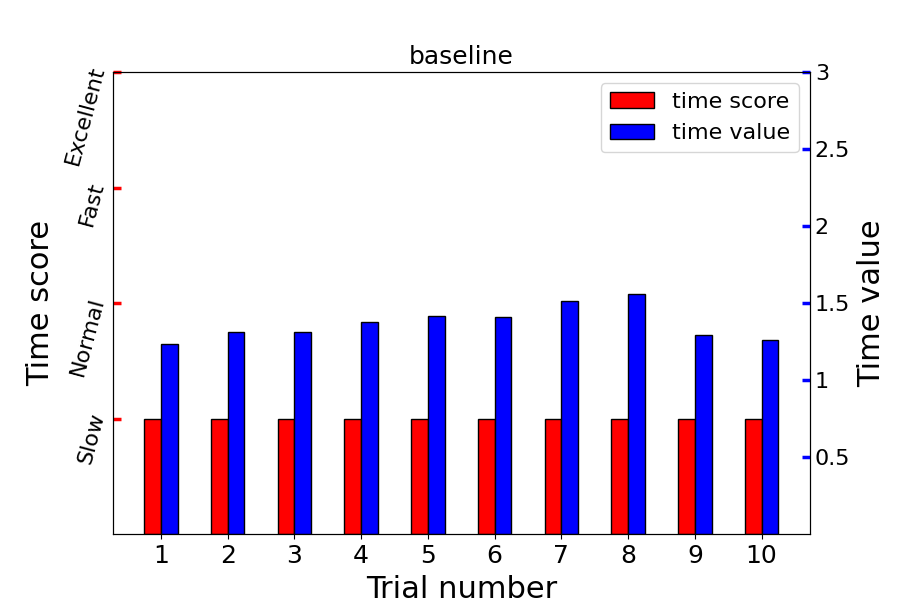 baseline
time score
time value
Time score
Excellent
Fast
Normal
Slow
3
2.5
2
1.5
1
0.5
Time value
1 2 3 4 5 6 7 8 9 10
Trial number